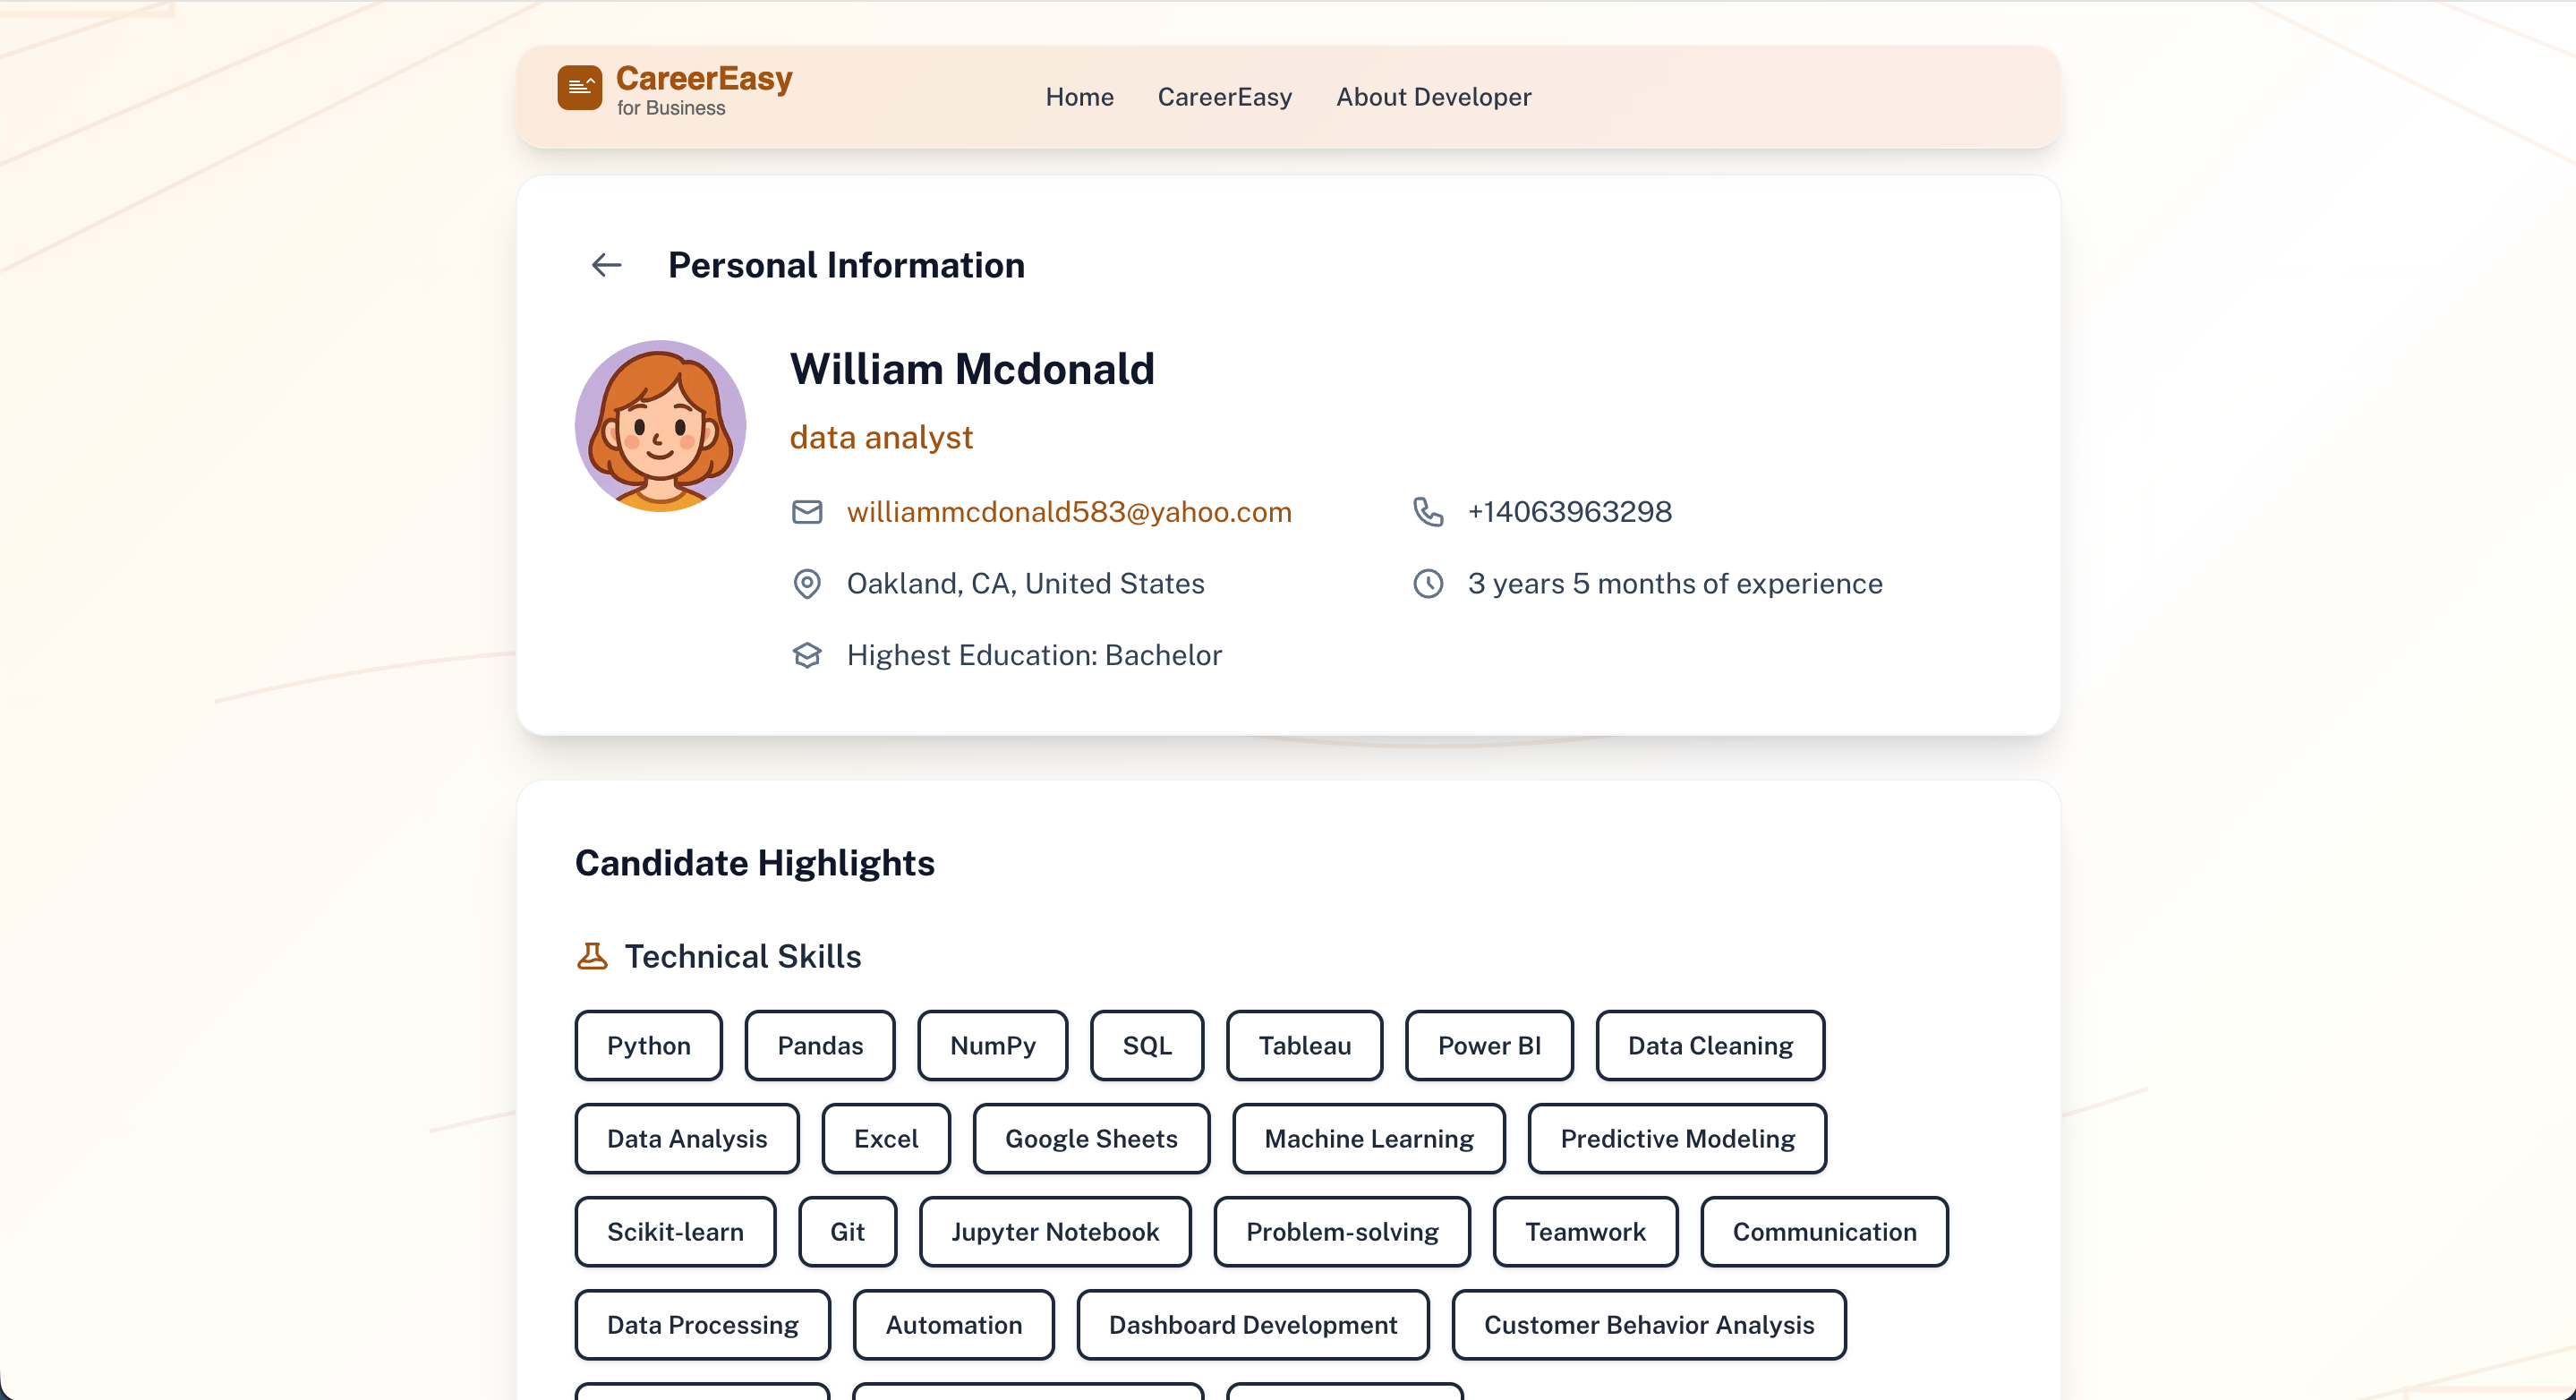 CareerEasy
for Business
Home CareerEasy About Developer
Personal Information
William Mcdonald
data analyst
williammcdonald583@yahoo.com +14063963298
Oakland, CA, United States 3 years 5 months of experience
Highest Education: Bachelor
Candidate Highlights
Technical Skills
Python Pandas NumPy SQL Tableau Power BI Data Cleaning
Data Analysis Excel Google Sheets Machine Learning Predictive Modeling
Scikit-learn Git Jupyter Notebook Problem-solving Teamwork Communication
Data Processing Automation Dashboard Development Customer Behavior Analysis